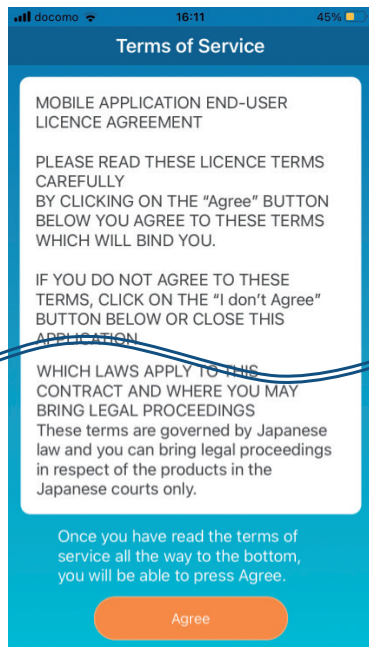 docomo 16:11 45%
Terms of Service
MOBILE APPLICATION END-USER
LICENCE AGREEMENT
PLEASE READ THESE LICENCE TERMS
CAREFULLY
BY CLICKING ON THE “Agree” BUTTON
BELOW YOU AGREE TO THESE TERMS
WHICH WILL BIND YOU.
IF YOU DO NOT AGREE TO THESE
TERMS, CLICK ON THE “I don’t Agree”
BUTTON BELOW OR CLOSE THIS
APPLICATION
WHICH LAWS APPLY TO THIS
CONTRACT AND WHERE YOU MAY
BRING LEGAL PROCEEDINGS
These terms are governed by Japanese
law and you can bring legal proceedings
in respect of the products in the
Japanese courts only.
Once you have read the terms of
service all the way to the bottom,
you will be able to press Agree.
Agree